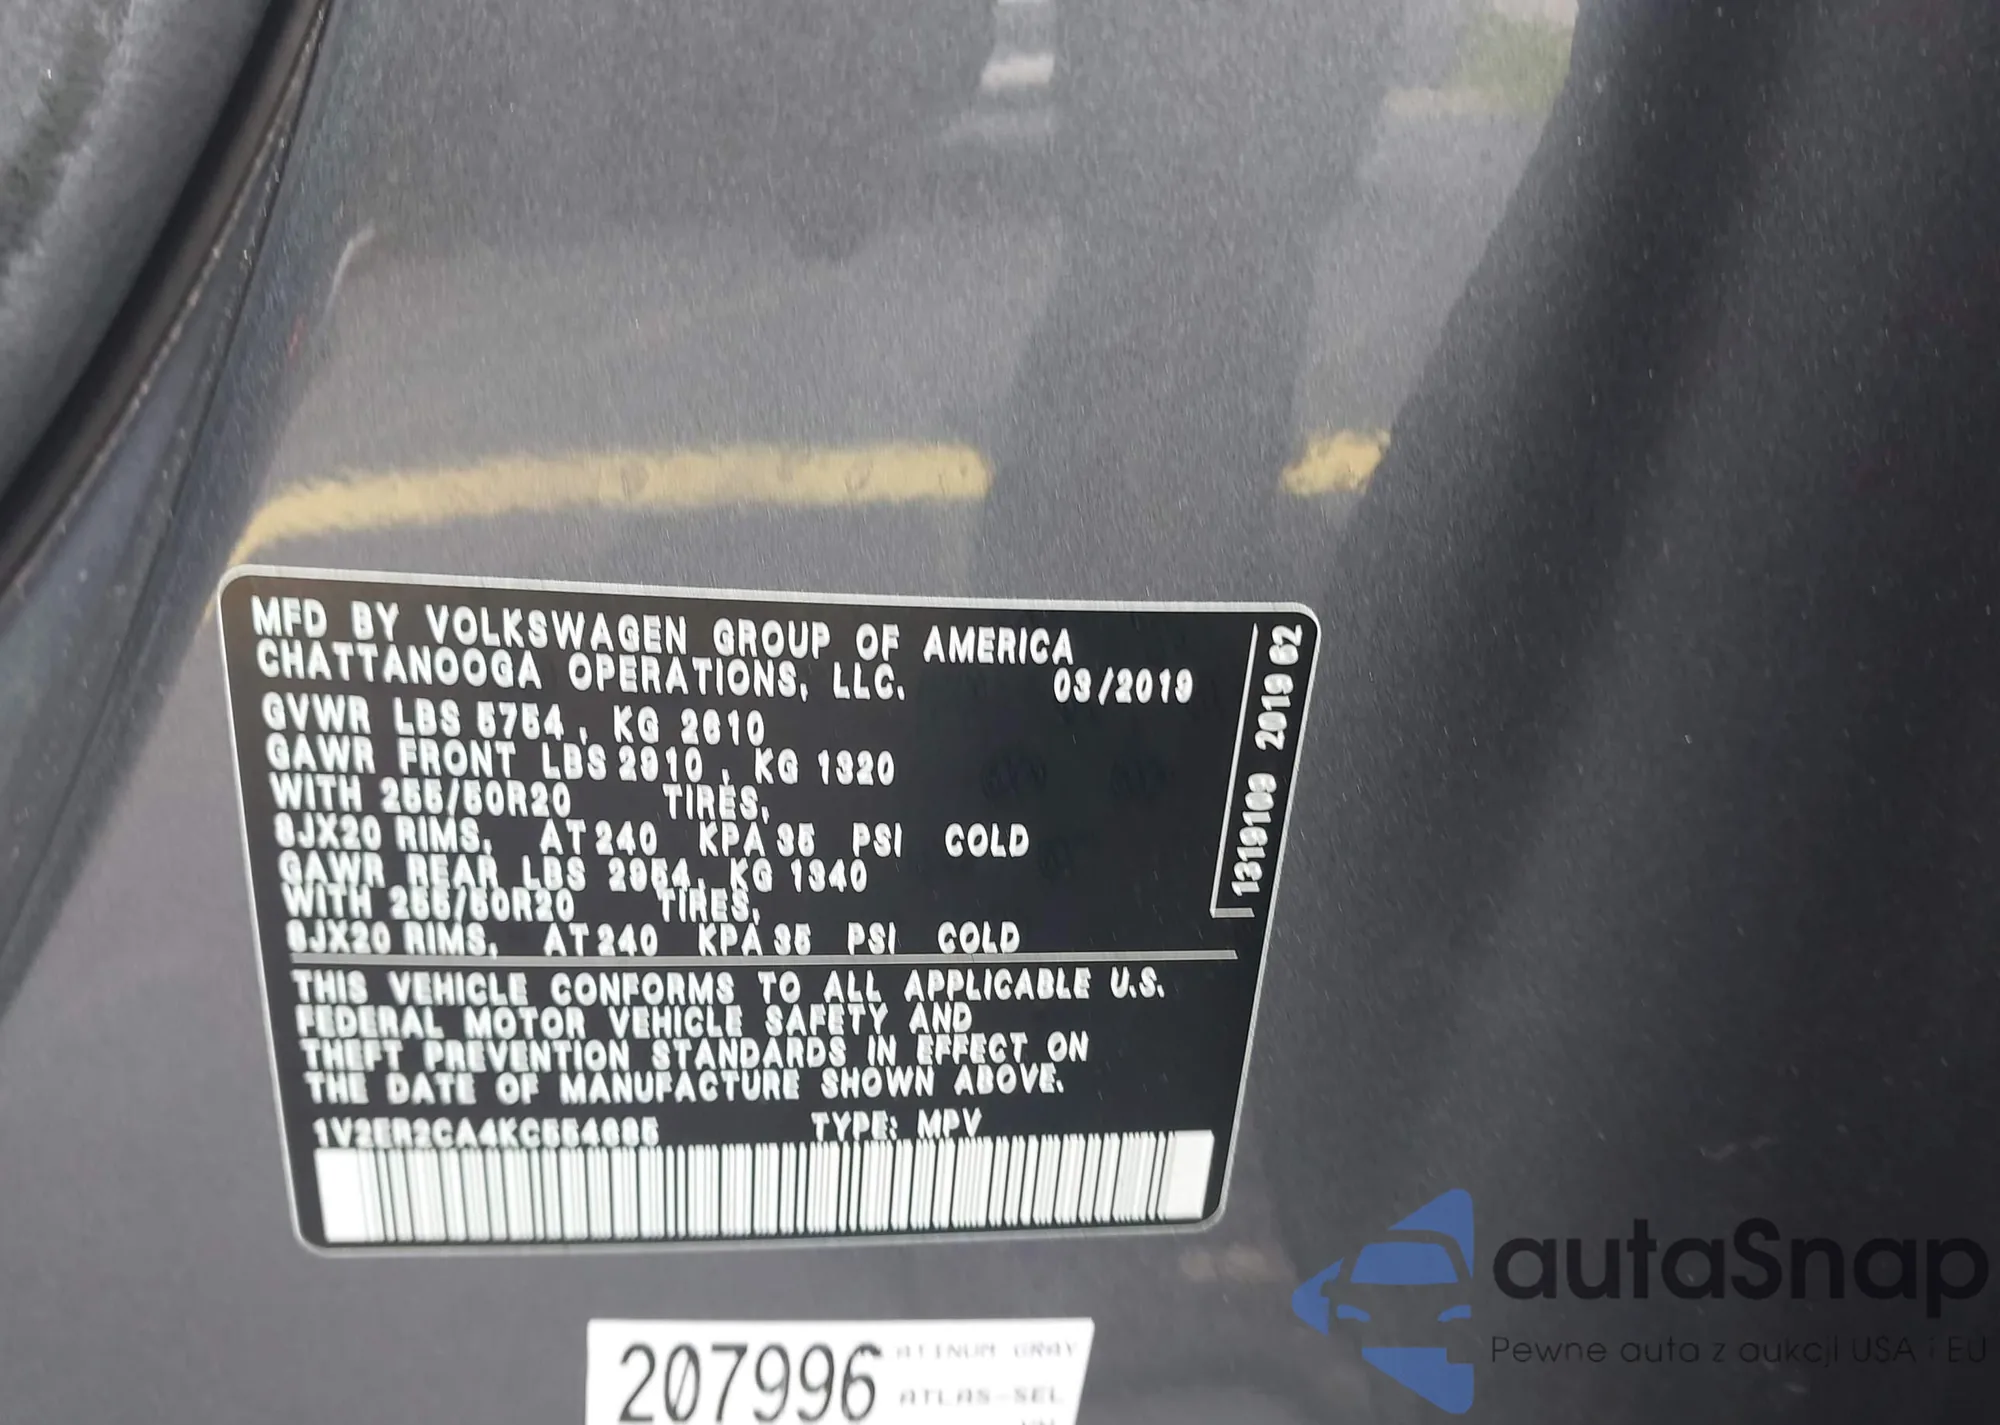 MFD BY VOLKSWAGEN GROUP OF AMERICA
CHATTANOOGA OPERATIONS, LLC. 03/2019
GVWR LBS 5754, KG 2610
GAWR FRONT LBS 2910, KG 1320
WITH 255/50R20 TIRES,
8JX20 RIMS, AT 240 KPA 35 PSI COLD
GAWR REAR LBS 2954, KG 1340
WITH 255/50R20 TIRES,
8JX20 RIMS, AT 240 KPA 35 PSI COLD
THIS VEHICLE CONFORMS TO ALL APPLICABLE U.S.
FEDERAL MOTOR VEHICLE SAFETY AND
THEFT PREVENTION STANDARDS IN EFFECT ON
THE DATE OF MANUFACTURE SHOWN ABOVE.
1V2ER2CA4KC554685 TYPE: MPV
1319109 2019 62
207996 ATINUM GRAY
ATLAS-SEL
autaSnap
Pewne auta z aukcji USA i EU